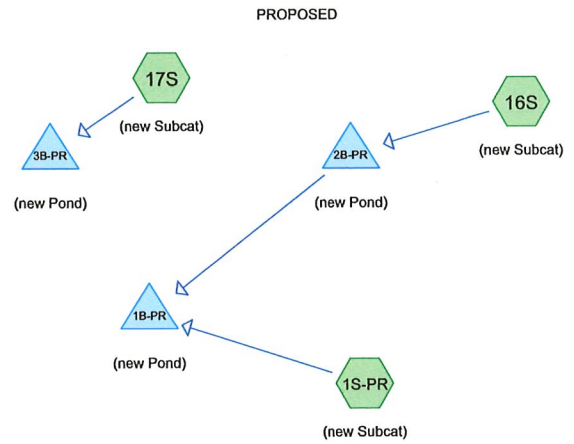 PROPOSED
17S
(new Subcat)
16S
(new Subcat)
3B-PR
(new Pond)
2B-PR
(new Pond)
1B-PR
(new Pond)
1S-PR
(new Subcat)